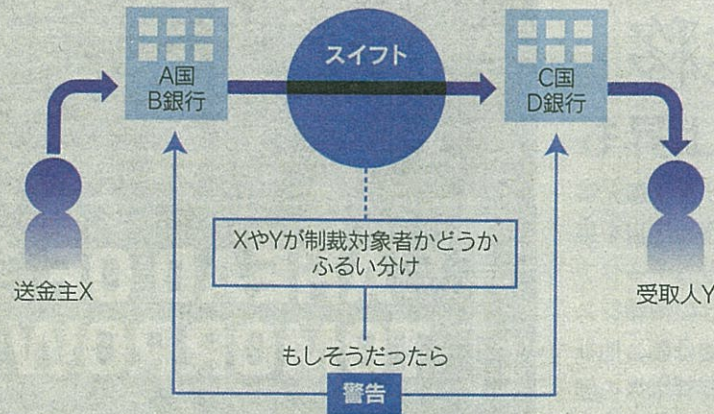 スイフト
A国
B銀行
C国
D銀行
XやYが制裁対象者かどうか
ふるい分け
送金主X
受取人Y
もしそうだったら
警告